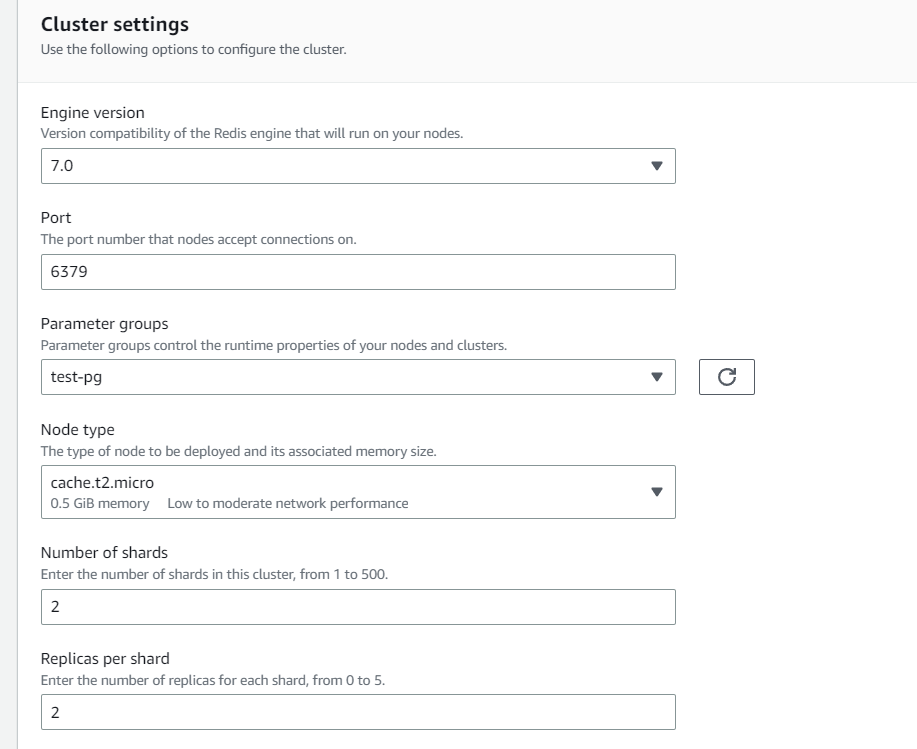 Cluster settings
Use the following options to configure the cluster.
Engine version
Version compatibility of the Redis engine that will run on your nodes.
7.0
Port
The port number that nodes accept connections on.
6379
Parameter groups
Parameter groups control the runtime properties of your nodes and clusters.
test-pg
Node type
The type of node to be deployed and its associated memory size.
cache.t2.micro
0.5 GiB memory Low to moderate network performance
Number of shards
Enter the number of shards in this cluster, from 1 to 500.
2
Replicas per shard
Enter the number of replicas for each shard, from 0 to 5.
2